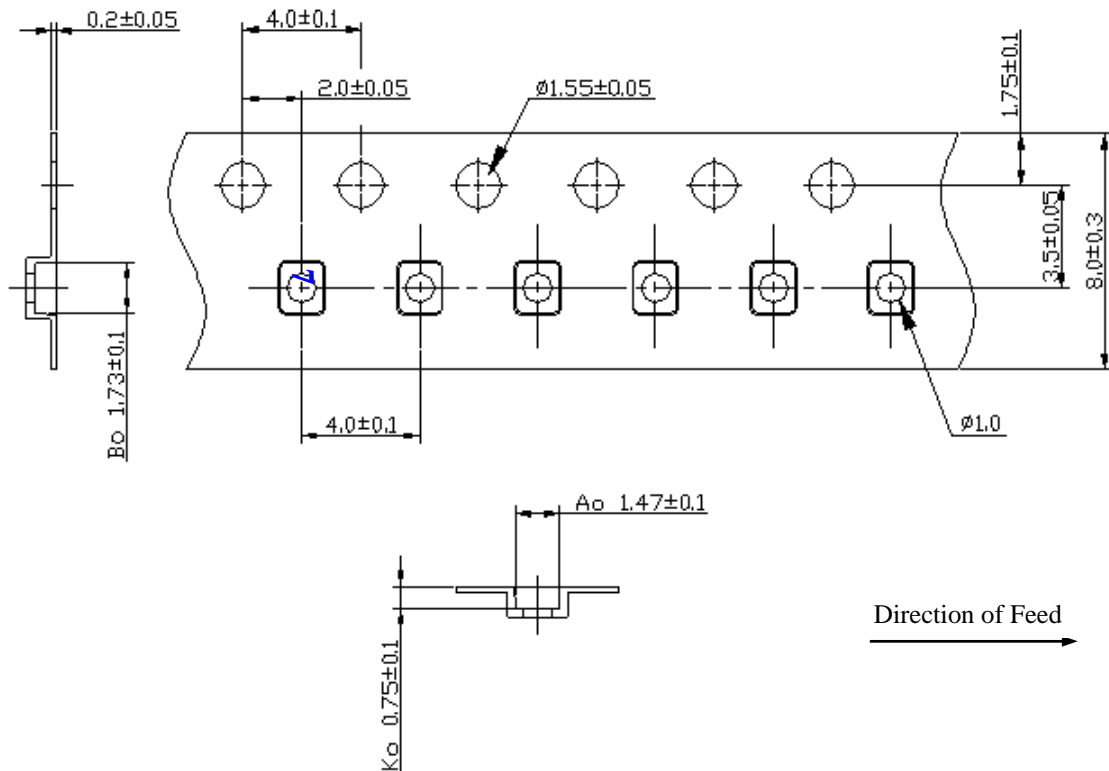 0.2±0.05
4.0±0.1
2.0±0.05
ø1.55±0.05
1.75±0.1
3.5±0.05
8.0±0.3
Z
Bo 1.73±0.1
4.0±0.1
ø1.0
Ao 1.47±0.1
Ko 0.75±0.1
Direction of Feed